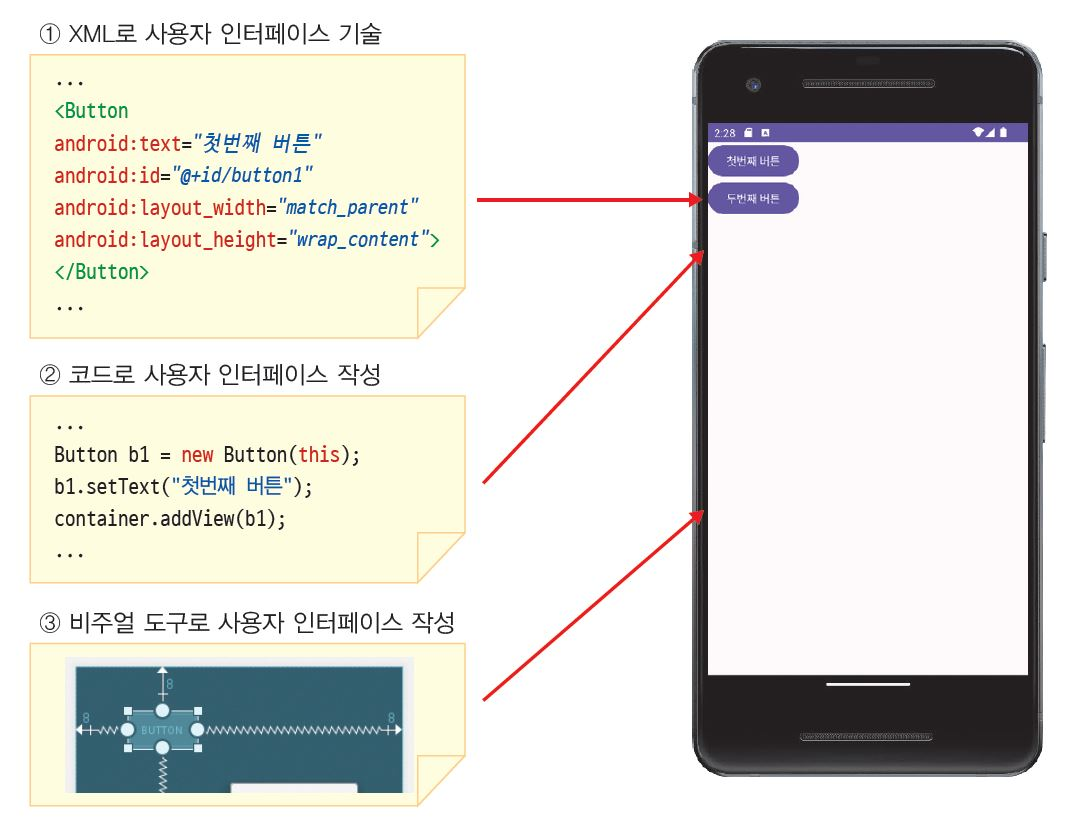 ① XML로 사용자 인터페이스 기술
...
<Button
android:text="첫번째 버튼"
android:id="@+id/button1"
android:layout_width="match_parent"
android:layout_height="wrap_content">
</Button>
...
② 코드로 사용자 인터페이스 작성
...
Button b1 = new Button(this);
b1.setText("첫번째 버튼");
container.addView(b1);
...
③ 비주얼 도구로 사용자 인터페이스 작성
8
8
BUTTON
8
2:28
첫번째 버튼
두번째 버튼